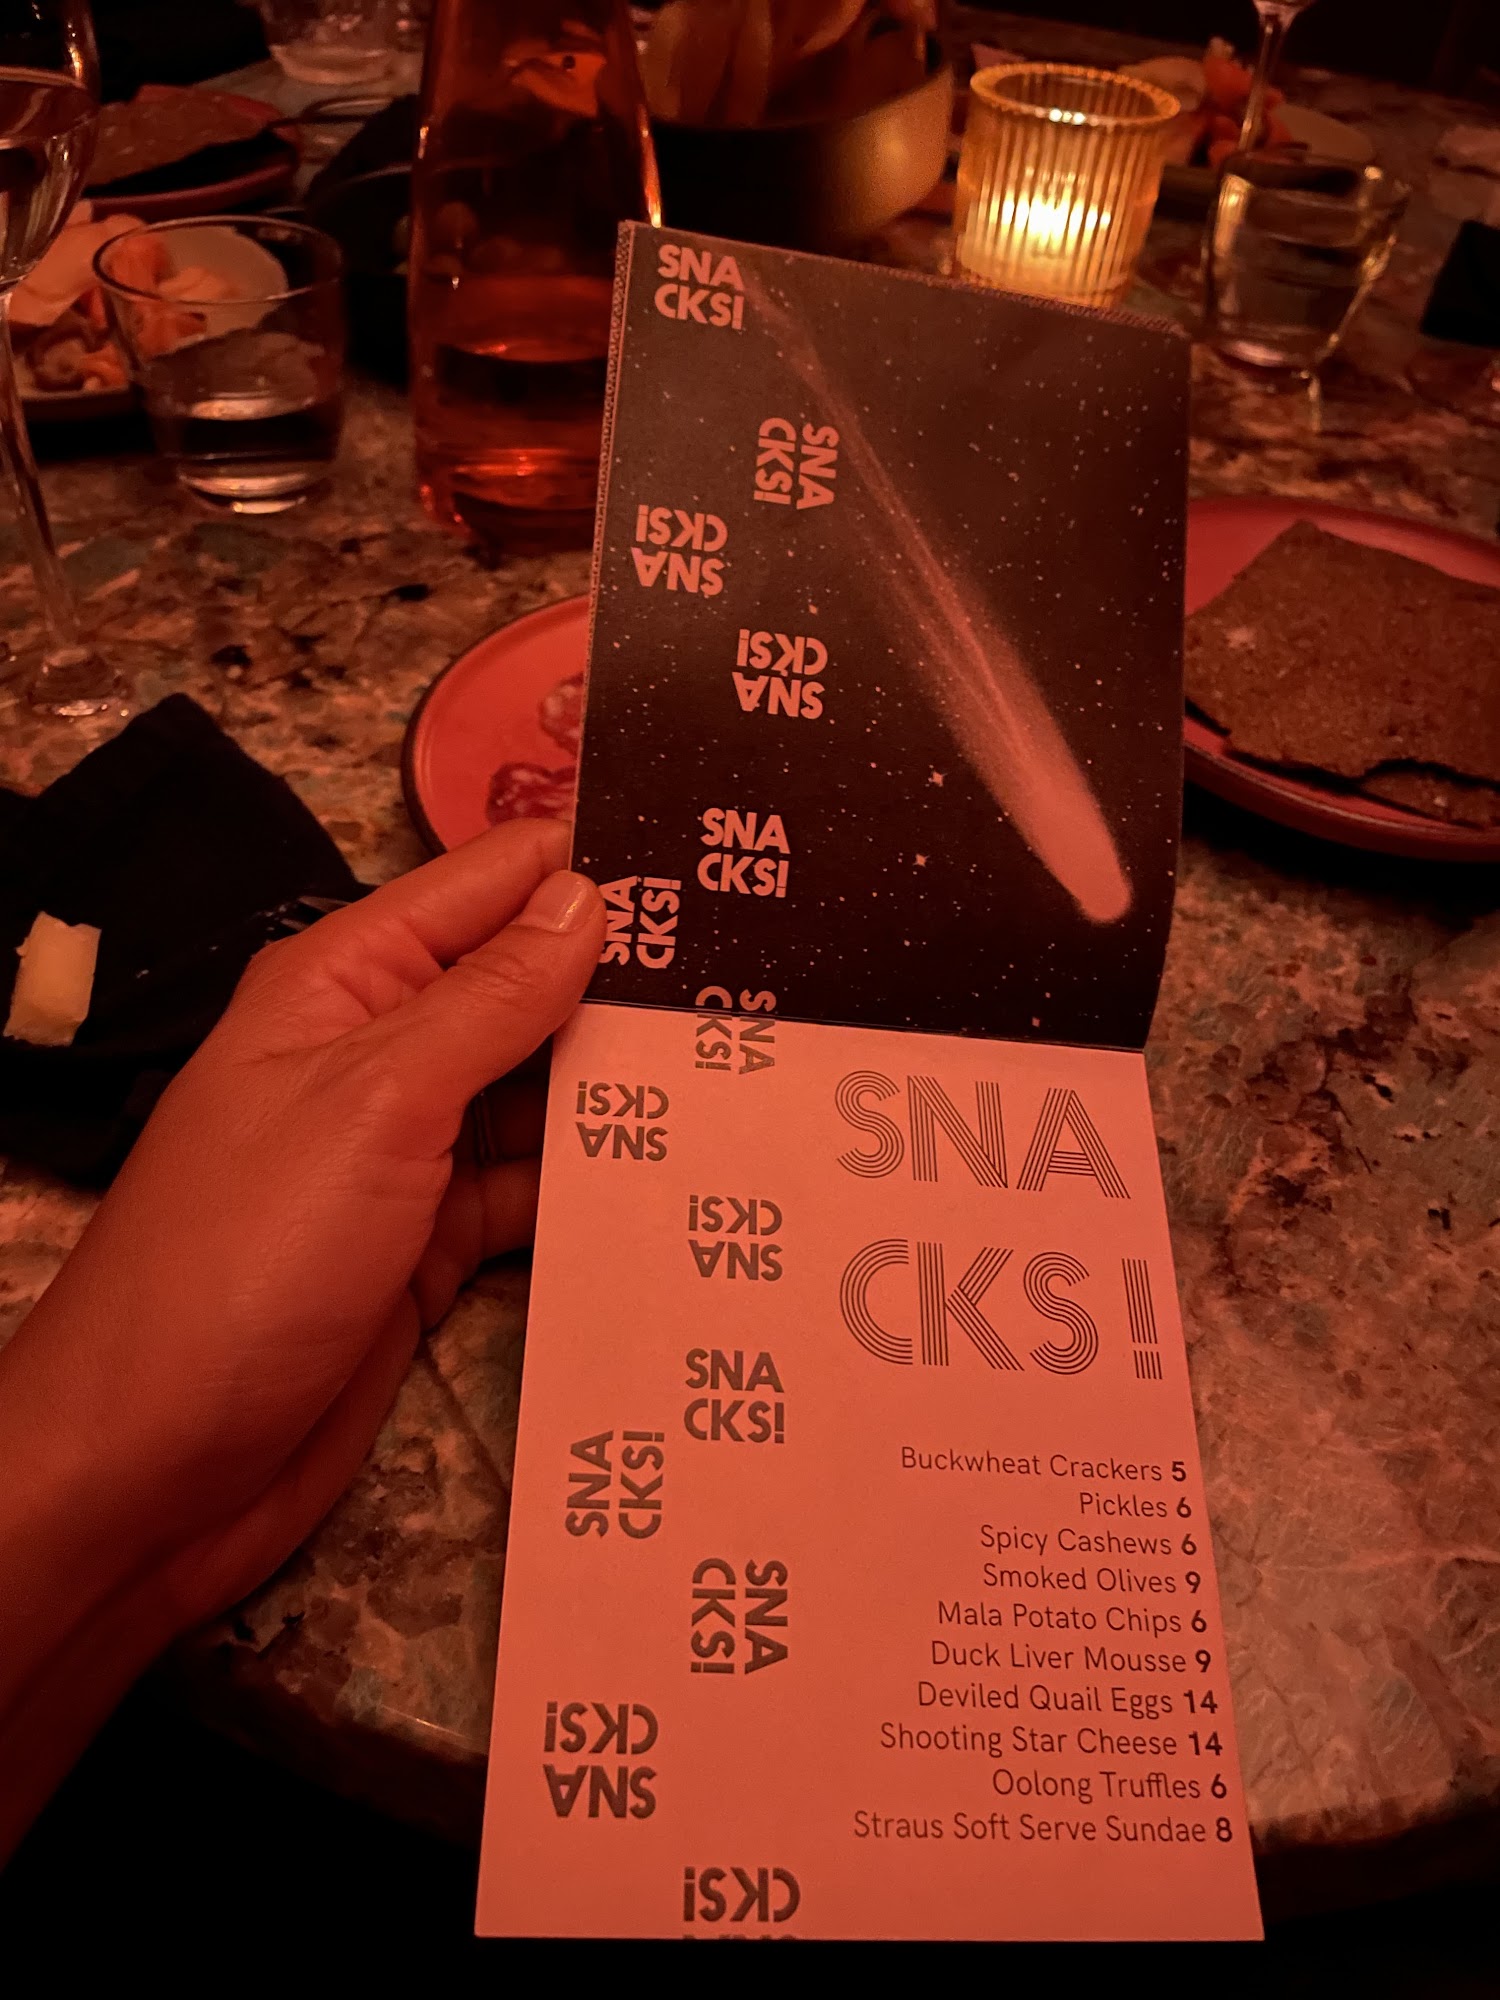 SNA
CKS!
SNA
CKS!
SNA
CKS!
SNA
CKS!
SNA
CKS!
SNA
CKS!
SNA
CKS!
SNA
CKS!
SNA
CKS!
SNA
CKS!
SNA
CKS!
SNA
CKS!
SNA
CKS!
SNA
CKS!
CKS!
Buckwheat Crackers 5
Pickles 6
Spicy Cashews 6
Smoked Olives 9
Mala Potato Chips 6
Duck Liver Mousse 9
Deviled Quail Eggs 14
Shooting Star Cheese 14
Oolong Truffles 6
Straus Soft Serve Sundae 8